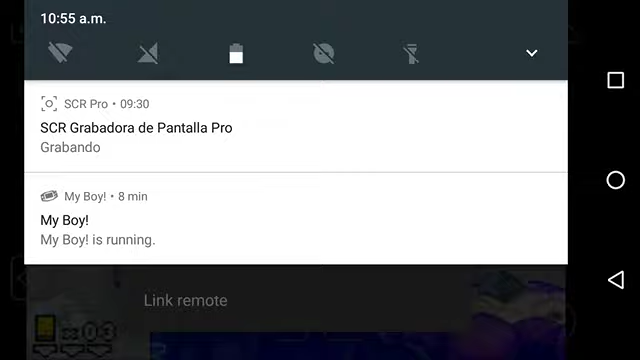 10:55 a.m.
SCR Pro • 09:30
SCR Grabadora de Pantalla Pro
Grabando
My Boy! • 8 min
My Boy!
My Boy! is running.
Link remote